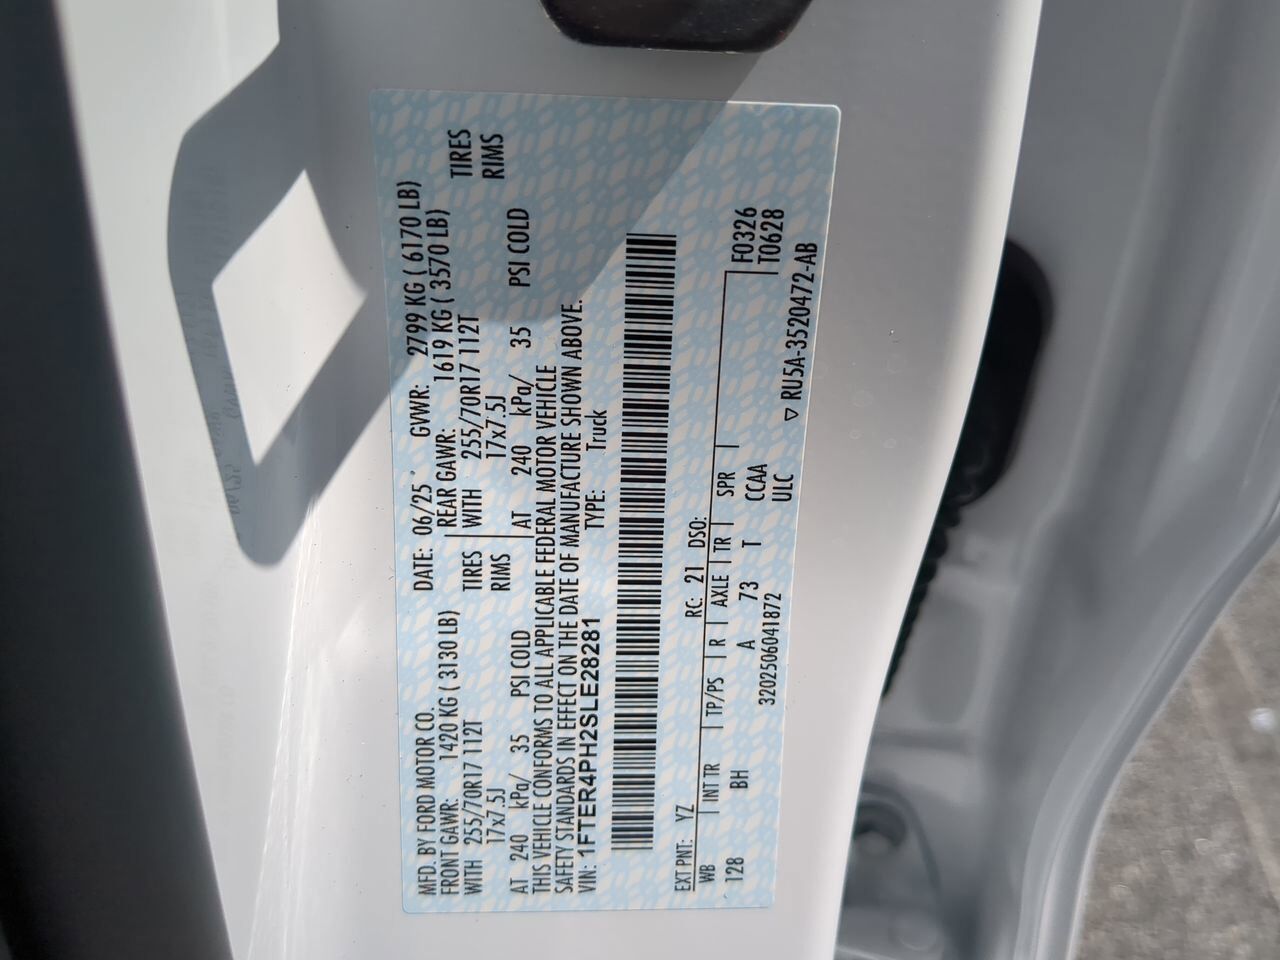 MFD. BY FORD MOTOR CO. DATE: 06/25 GVWR: 2799 KG ( 6170 LB)
FRONT GAWR: 1420 KG ( 3130 LB) REAR GAWR: 1619 KG ( 3570 LB)
WITH 255/70R17 112T TIRES WITH 255/70R17 112T TIRES
17x7.5J RIMS 17x7.5J RIMS
AT 240 kPa/ 35 PSI COLD AT 240 kPa/ 35 PSI COLD
THIS VEHICLE CONFORMS TO ALL APPLICABLE FEDERAL MOTOR VEHICLE
SAFETY STANDARDS IN EFFECT ON THE DATE OF MANUFACTURE SHOWN ABOVE.
VIN: 1FTER4PH2SLE28281 TYPE: Truck
EXT PNT: YZ RC: 21 DSO:
WB INT TR TP/PS R AXLE TR SPR F0326
128 BH A 73 T CCAA T0628
3202506041872 ULC
▽ RU5A-3520472-AB